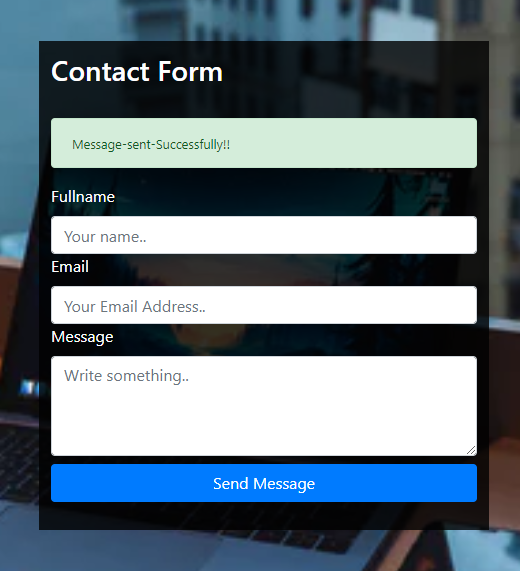 Contact Form
Message-sent-Successfully!!
Fullname
Your name..
Email
Your Email Address..
Message
Write something..
Send Message